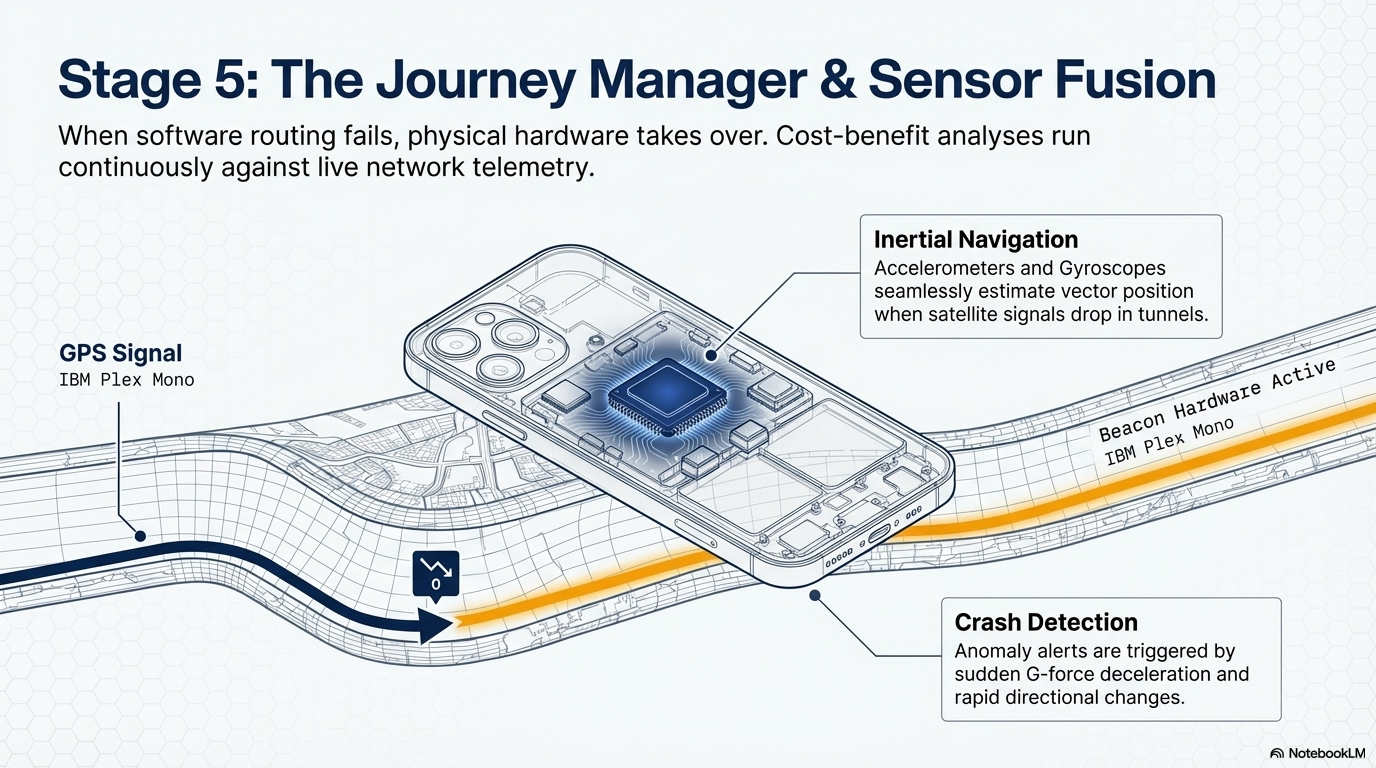 Stage 5: The Journey Manager & Sensor Fusion
When software routing fails, physical hardware takes over. Cost-benefit analyses run
continuously against live network telemetry.
Inertial Navigation
Accelerometers and Gyroscopes
seamlessly estimate vector position
when satellite signals drop in tunnels.
GPS Signal
IBM Plex Mono
Beacon Hardware Active
IBM Plex Mono
0
Crash Detection
Anomaly alerts are triggered by
sudden G-force deceleration and
rapid directional changes.
NotebookLM